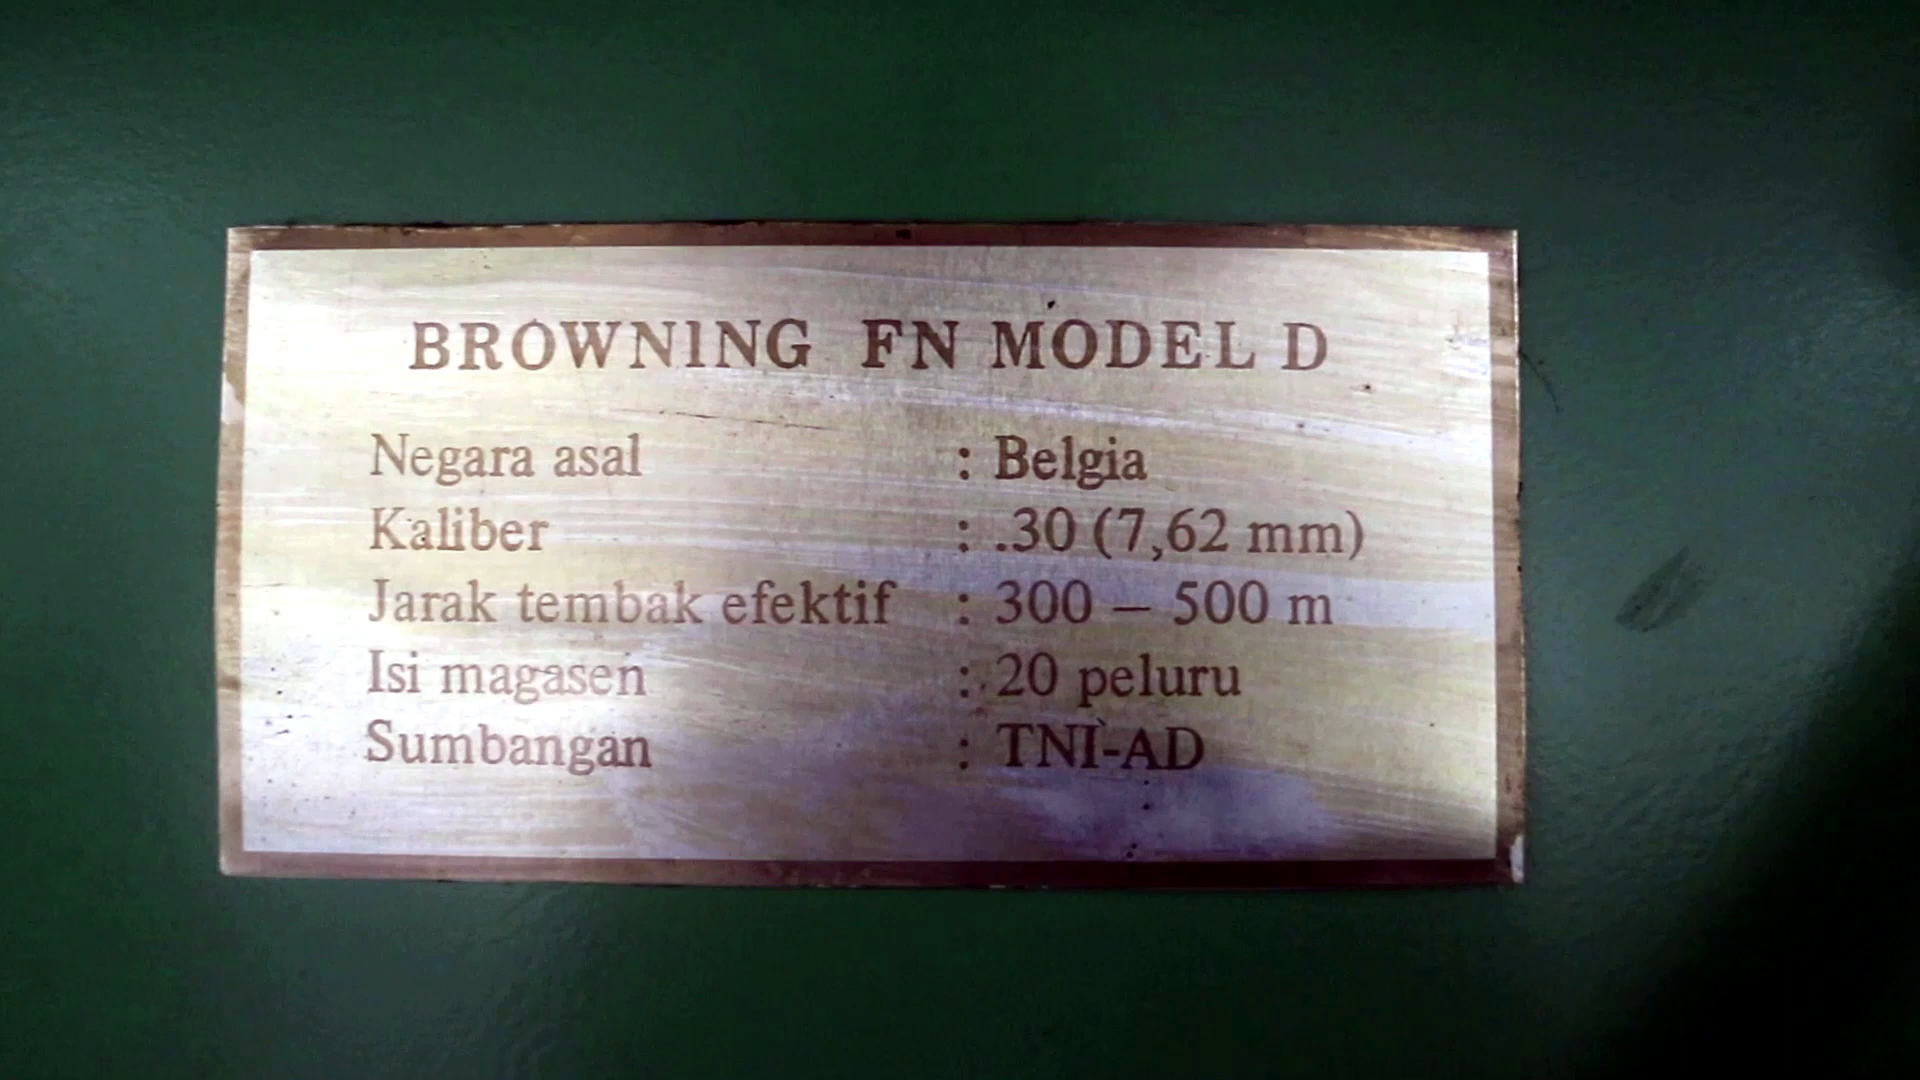 BROWNING FN MODEL D
Negara asal : Belgia
Kaliber : .30 (7,62 mm)
Jarak tembak efektif : 300 – 500 m
Isi magasen : 20 peluru
Sumbangan : TNI-AD